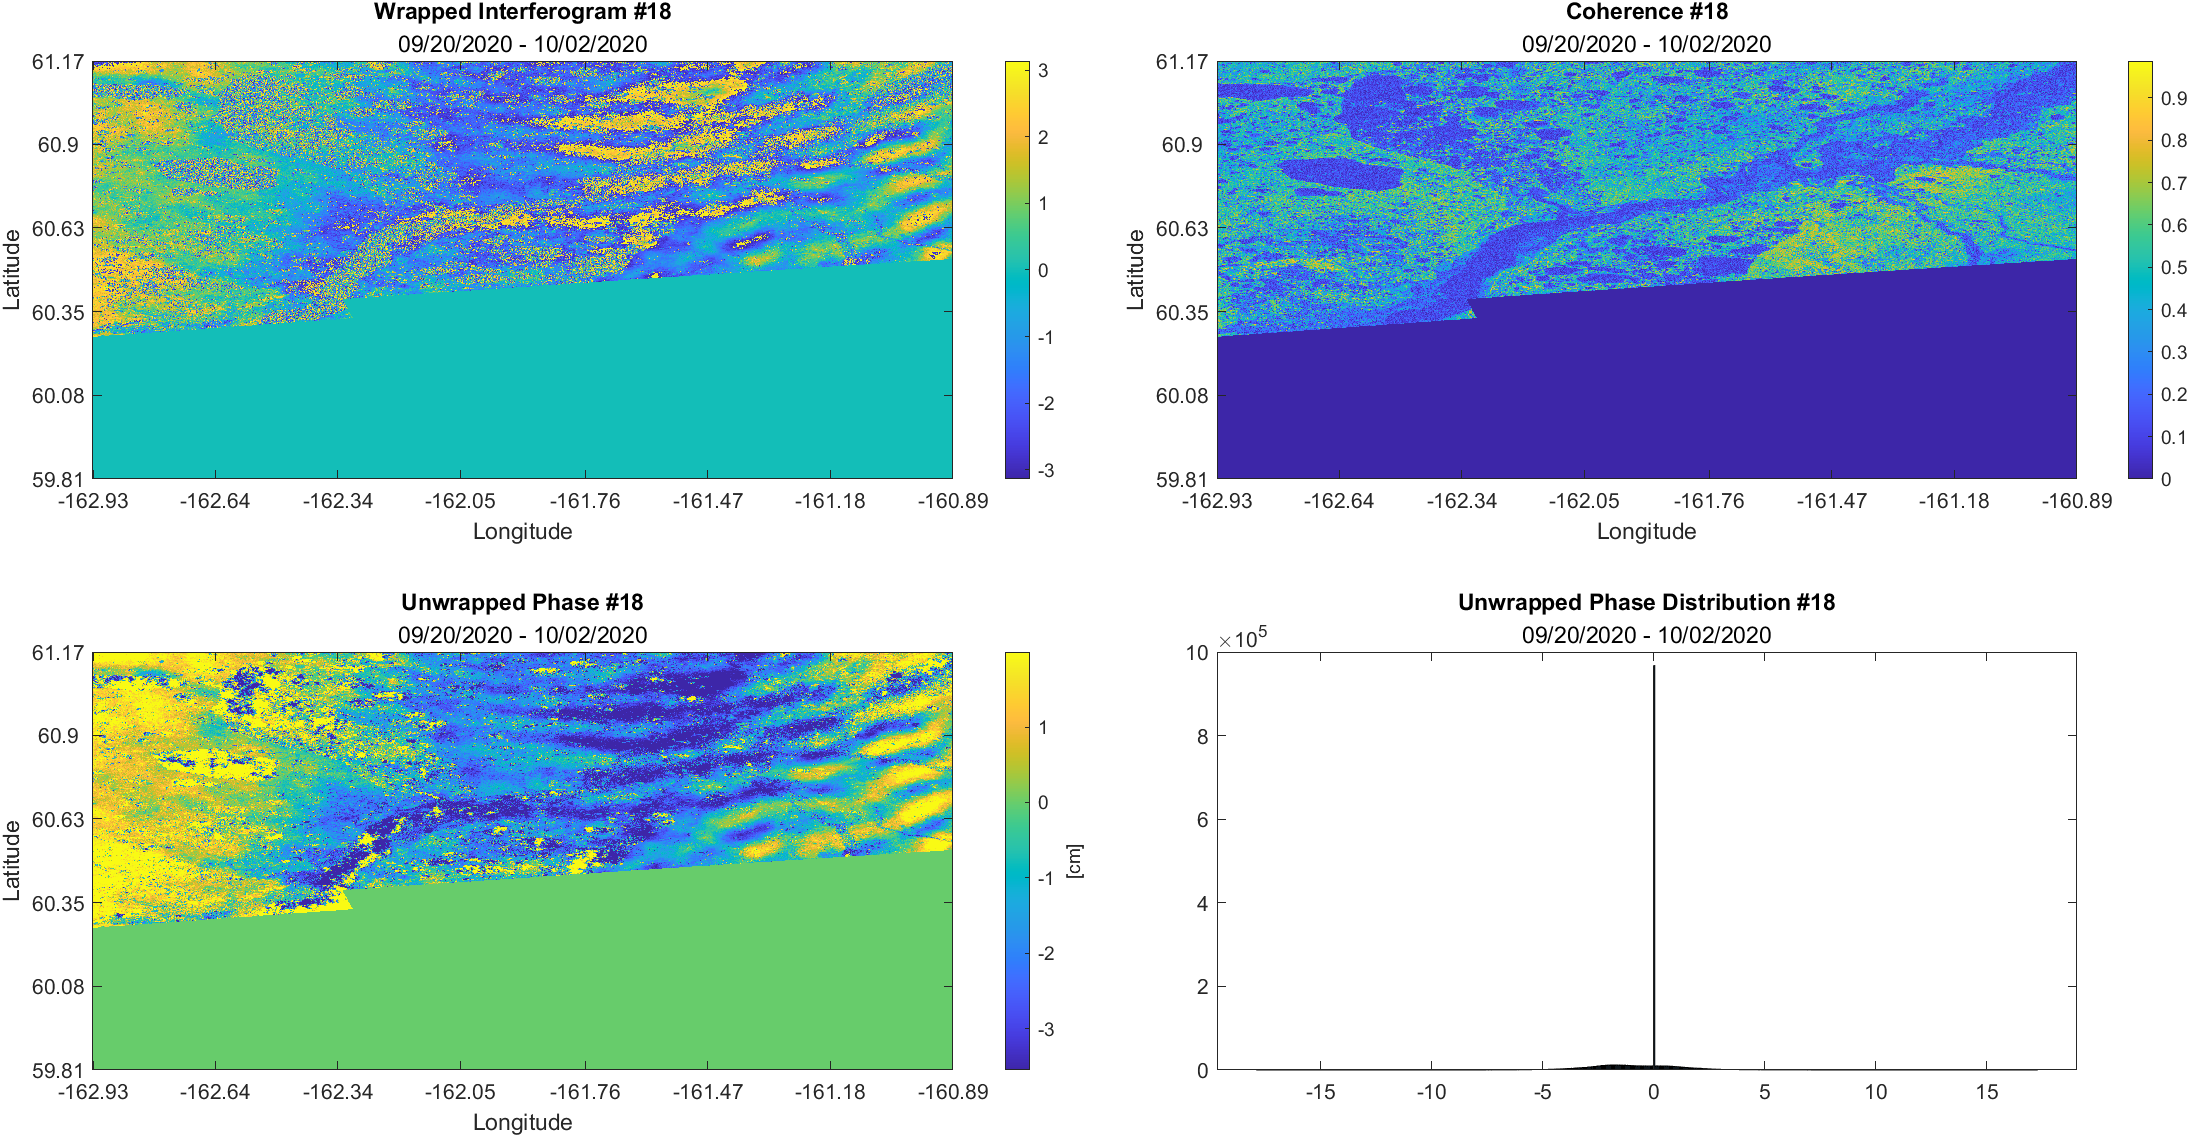 Wrapped Interferogram #18
09/20/2020 - 10/02/2020
61.17
60.9
60.63
60.35
60.08
59.81
Latitude
-162.93 -162.64 -162.34 -162.05 -161.76 -161.47 -161.18 -160.89
Longitude
3
2
1
0
-1
-2
-3
Coherence #18
09/20/2020 - 10/02/2020
61.17
60.9
60.63
60.35
60.08
59.81
Latitude
-162.93 -162.64 -162.34 -162.05 -161.76 -161.47 -161.18 -160.89
Longitude
0.9
0.8
0.7
0.6
0.5
0.4
0.3
0.2
0.1
0
Unwrapped Phase #18
09/20/2020 - 10/02/2020
61.17
60.9
60.63
60.35
60.08
59.81
Latitude
-162.93 -162.64 -162.34 -162.05 -161.76 -161.47 -161.18 -160.89
Longitude
1
0
-1
-2
-3
[cm]
Unwrapped Phase Distribution #18
09/20/2020 - 10/02/2020
×10⁵
10
8
6
4
2
0
-15 -10 -5 0 5 10 15